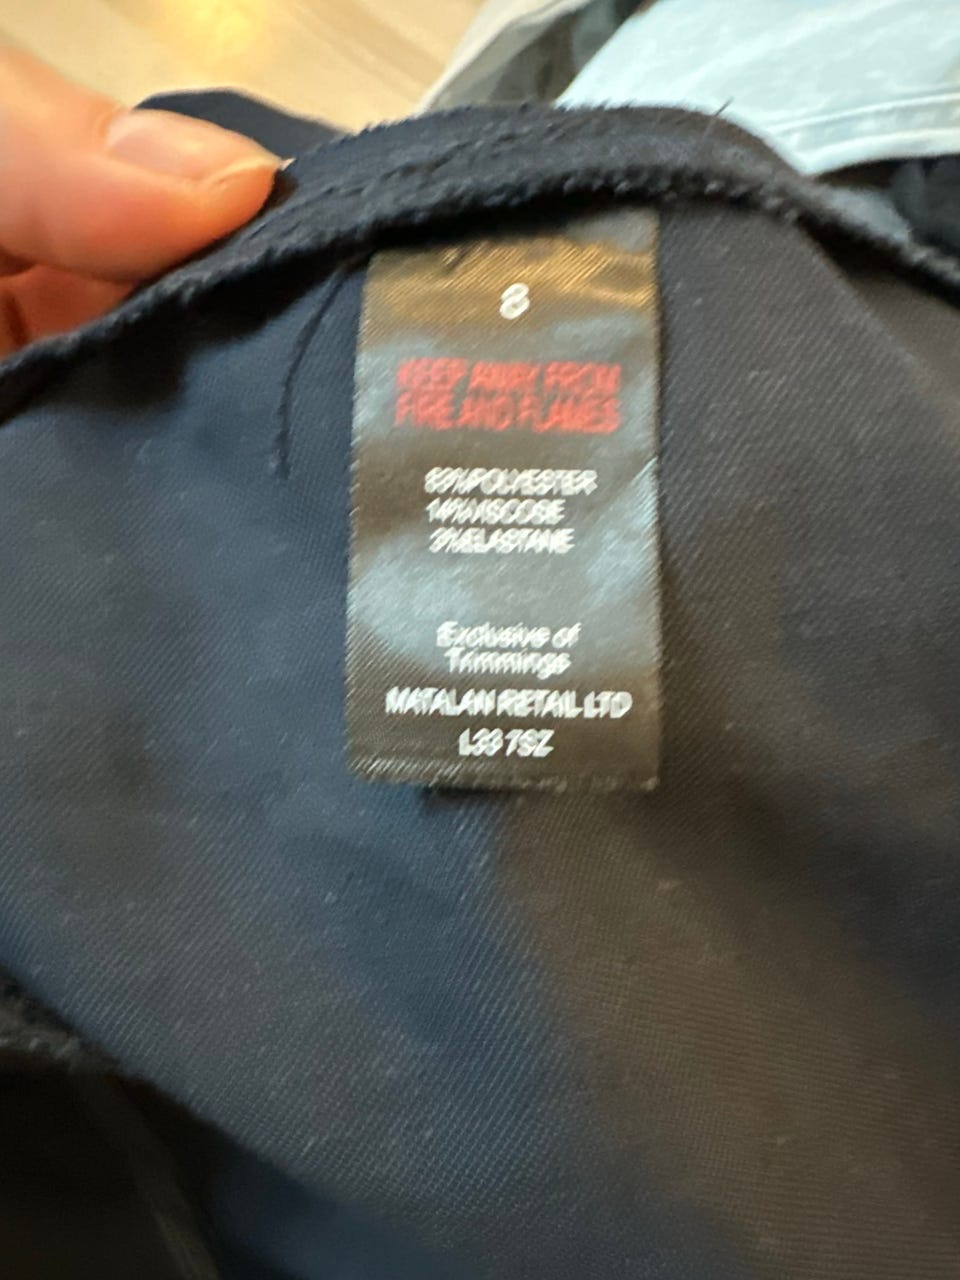 8
KEEP AWAY FROM
FIRE AND FLAMES
83% POLYESTER
14% VISCOSE
3% ELASTANE
Exclusive of
Trimmings
MATALAN RETAIL LTD
L33 7SZ